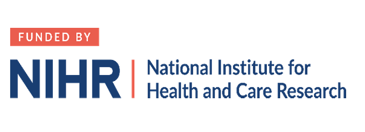 FUNDED BY
NIHR | National Institute for
Health and Care Research